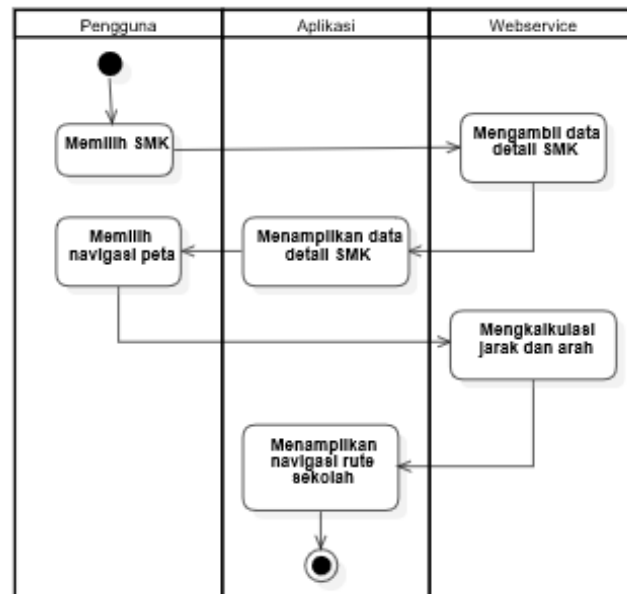 Pengguna
Aplikasi
Webservice
Memilih SMK
Mengambil data
detail SMK
Memilih
navigasi peta
Menampilkan data
detail SMK
Mengkalkulasi
jarak dan arah
Menampilkan
navigasi rute
sekolah